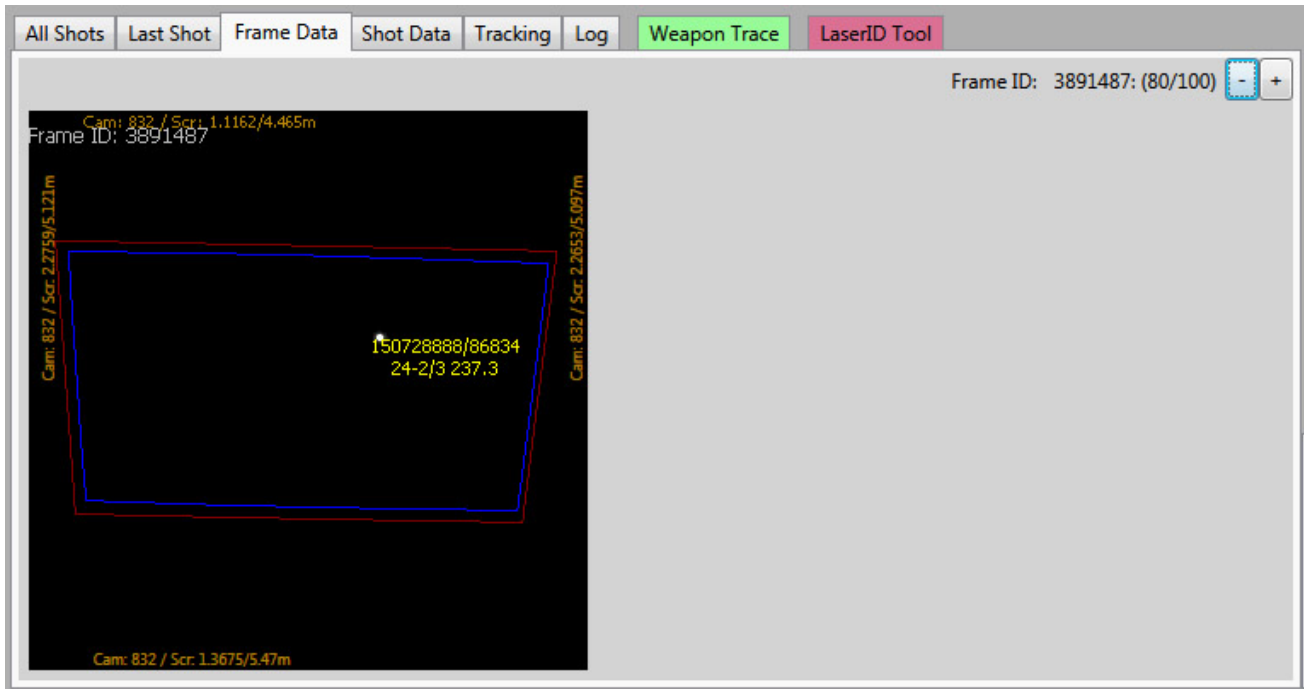 All Shots Last Shot Frame Data Shot Data Tracking Log Weapon Trace LaserID Tool
Frame ID: 3891487: (80/100) - +
Cam: 832 / Scr: 1.1162/4.465m
Frame ID: 3891487
Cam: 832 / Scr: 2.2759/5.121m
Cam: 832 / Scr: 2.2653/5.097m
150728888/86834
24-2/3 237.3
Cam: 832 / Scr: 1.3675/5.47m